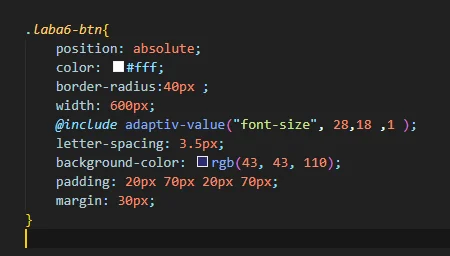 .laba6-btn{
position: absolute;
color: #fff;
border-radius:40px ;
width: 600px;
@include adaptiv-value("font-size", 28,18 ,1 );
letter-spacing: 3.5px;
background-color: rgb(43, 43, 110);
padding: 20px 70px 20px 70px;
margin: 30px;
}